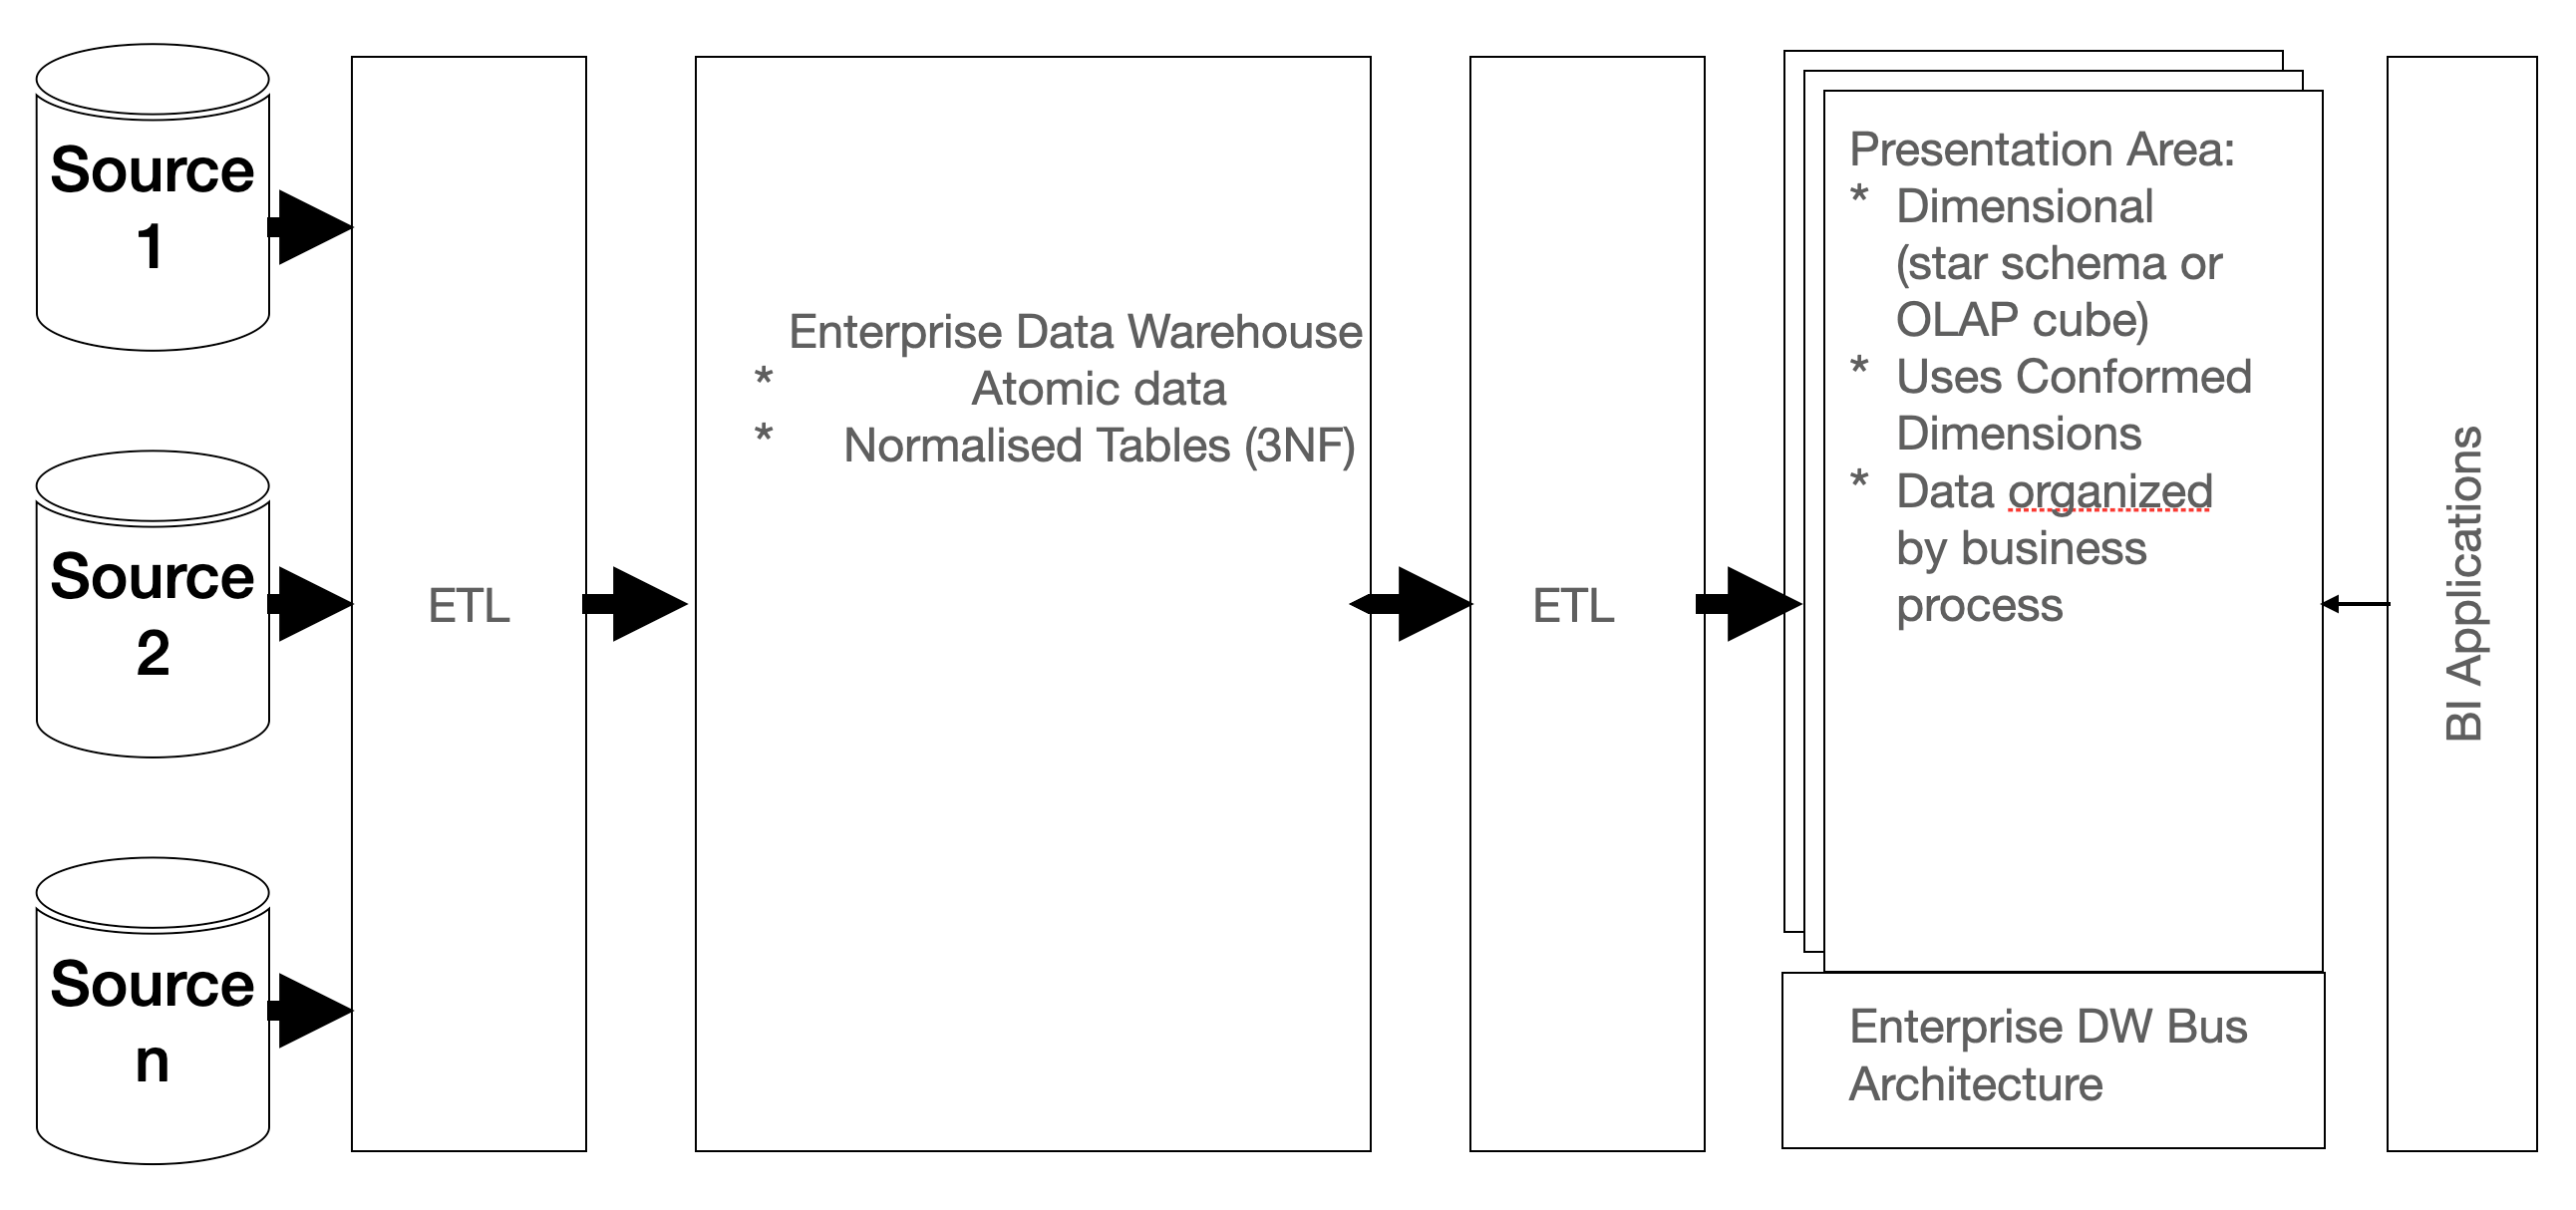 Source
1
Source
2
Source
n
ETL
Enterprise Data Warehouse
* Atomic data
* Normalised Tables (3NF)
ETL
Presentation Area:
* Dimensional
(star schema or
OLAP cube)
* Uses Conformed
Dimensions
* Data organized
by business
process
Enterprise DW Bus
Architecture
BI Applications